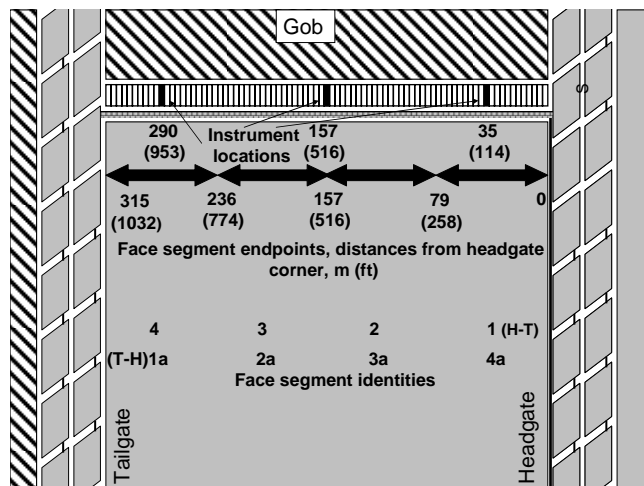 Gob
S
290 Instrument 157 35
(953) locations (516) (114)
315 236 157 79 0
(1032) (774) (516) (258)
Face segment endpoints, distances from headgate
corner, m (ft)
4 3 2 1 (H-T)
(T-H)1a 2a 3a 4a
Face segment identities
Tailgate
Headgate